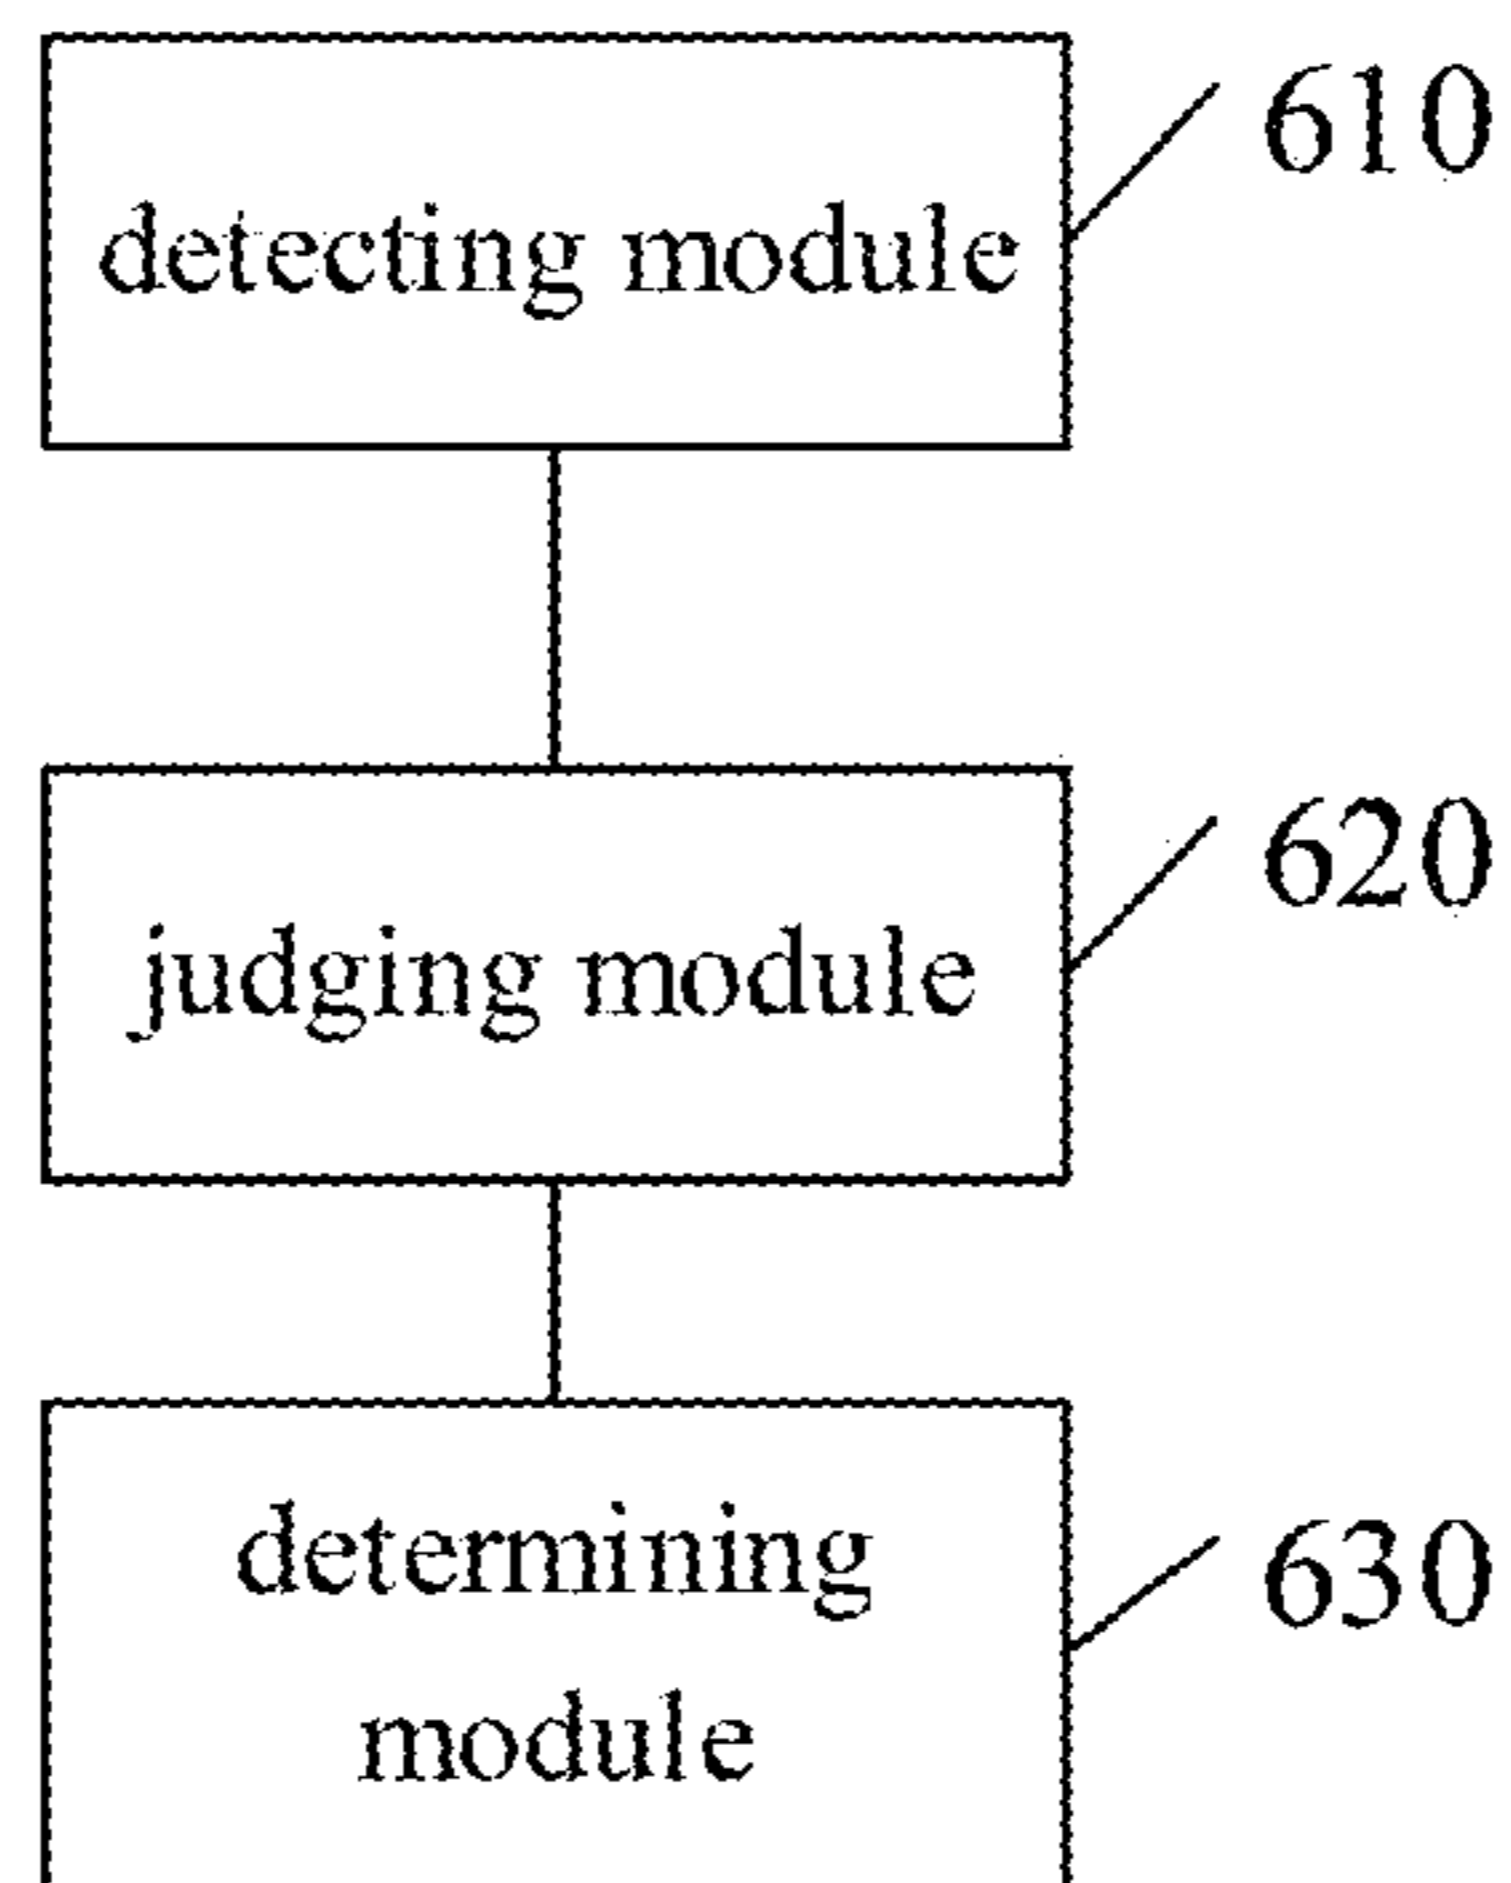 610
detecting module
620
judging module
630
determining
module